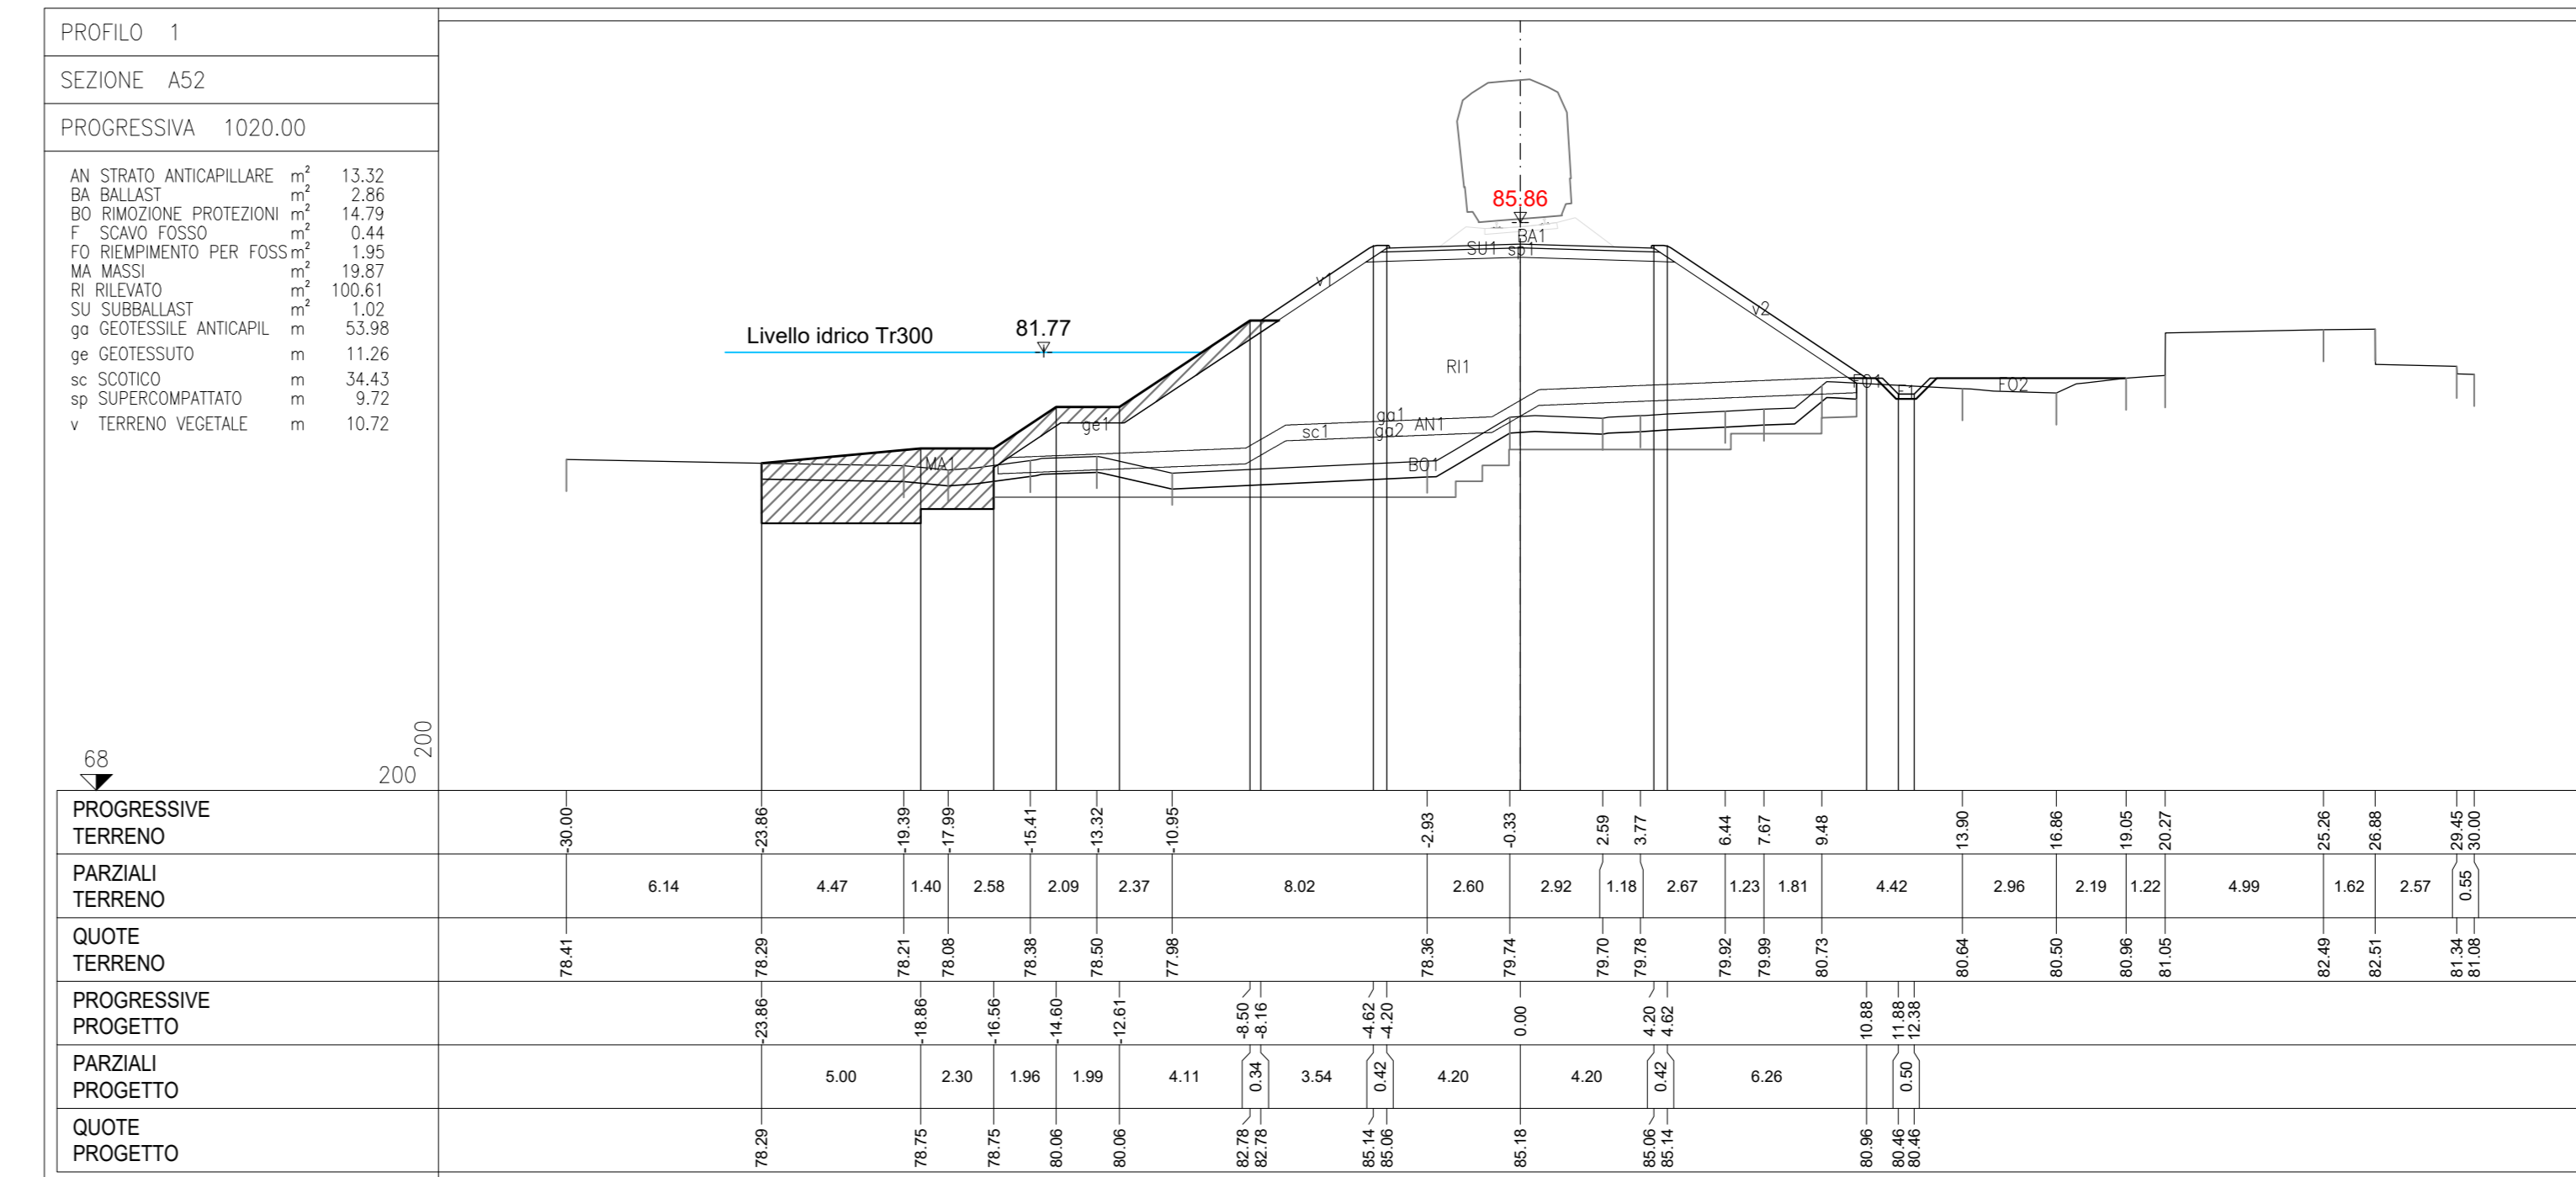 PROFILO 1
SEZIONE A52
PROGRESSIVA 1020.00
AN STRATO ANTICAPILLARE m² 13.32
BA BALLAST m² 2.86
BO RIMOZIONE PROTEZIONI m² 14.79
F SCAVO FOSSO m² 0.44
FO RIEMPIMENTO PER FOSS m² 1.95
MA MASSI m² 19.87
RI RILEVATO m² 100.61
SU SUBBALLAST m² 1.02
ga GEOTESSILE ANTICAPIL m 53.98
ge GEOTESSUTO m 11.26
sc SCOTICO m 34.43
sp SUPERCOMPATTATO m 9.72
v TERRENO VEGETALE m 10.72
68
200
200
85.86
BA1
SU1 sp1
v1
v2
Livello idrico Tr300
81.77
RI1
FO1
F1
FO2
ga1
AN1
ga2
sc1
ge1
MA1
BO1
PROGRESSIVE TERRENO
-30.00 -23.86 -19.39 -17.99 -15.41 -13.32 -10.95 -2.93 -0.33 2.59 3.77 6.44 7.67 9.48 13.90 16.86 19.05 20.27 25.26 26.88 29.45 30.00
PARZIALI TERRENO
6.14 4.47 1.40 2.58 2.09 2.37 8.02 2.60 2.92 1.18 2.67 1.23 1.81 4.42 2.96 2.19 1.22 4.99 1.62 2.57 0.55
QUOTE TERRENO
78.41 78.29 78.21 78.08 78.38 78.50 77.98 78.36 79.74 79.70 79.78 79.92 79.99 80.73 80.64 80.50 80.96 81.05 82.49 82.51 81.34 81.08
PROGRESSIVE PROGETTO
-23.86 -18.86 -16.56 -14.60 -12.61 -8.50 -8.16 -4.62 -4.20 0.00 4.20 4.62 10.88 11.88 12.38
PARZIALI PROGETTO
5.00 2.30 1.96 1.99 4.11 0.34 3.54 0.42 4.20 4.20 0.42 6.26 0.50
QUOTE PROGETTO
78.29 78.75 78.75 80.06 80.06 82.78 82.78 85.14 85.06 85.18 85.06 85.14 80.96 80.46 80.46